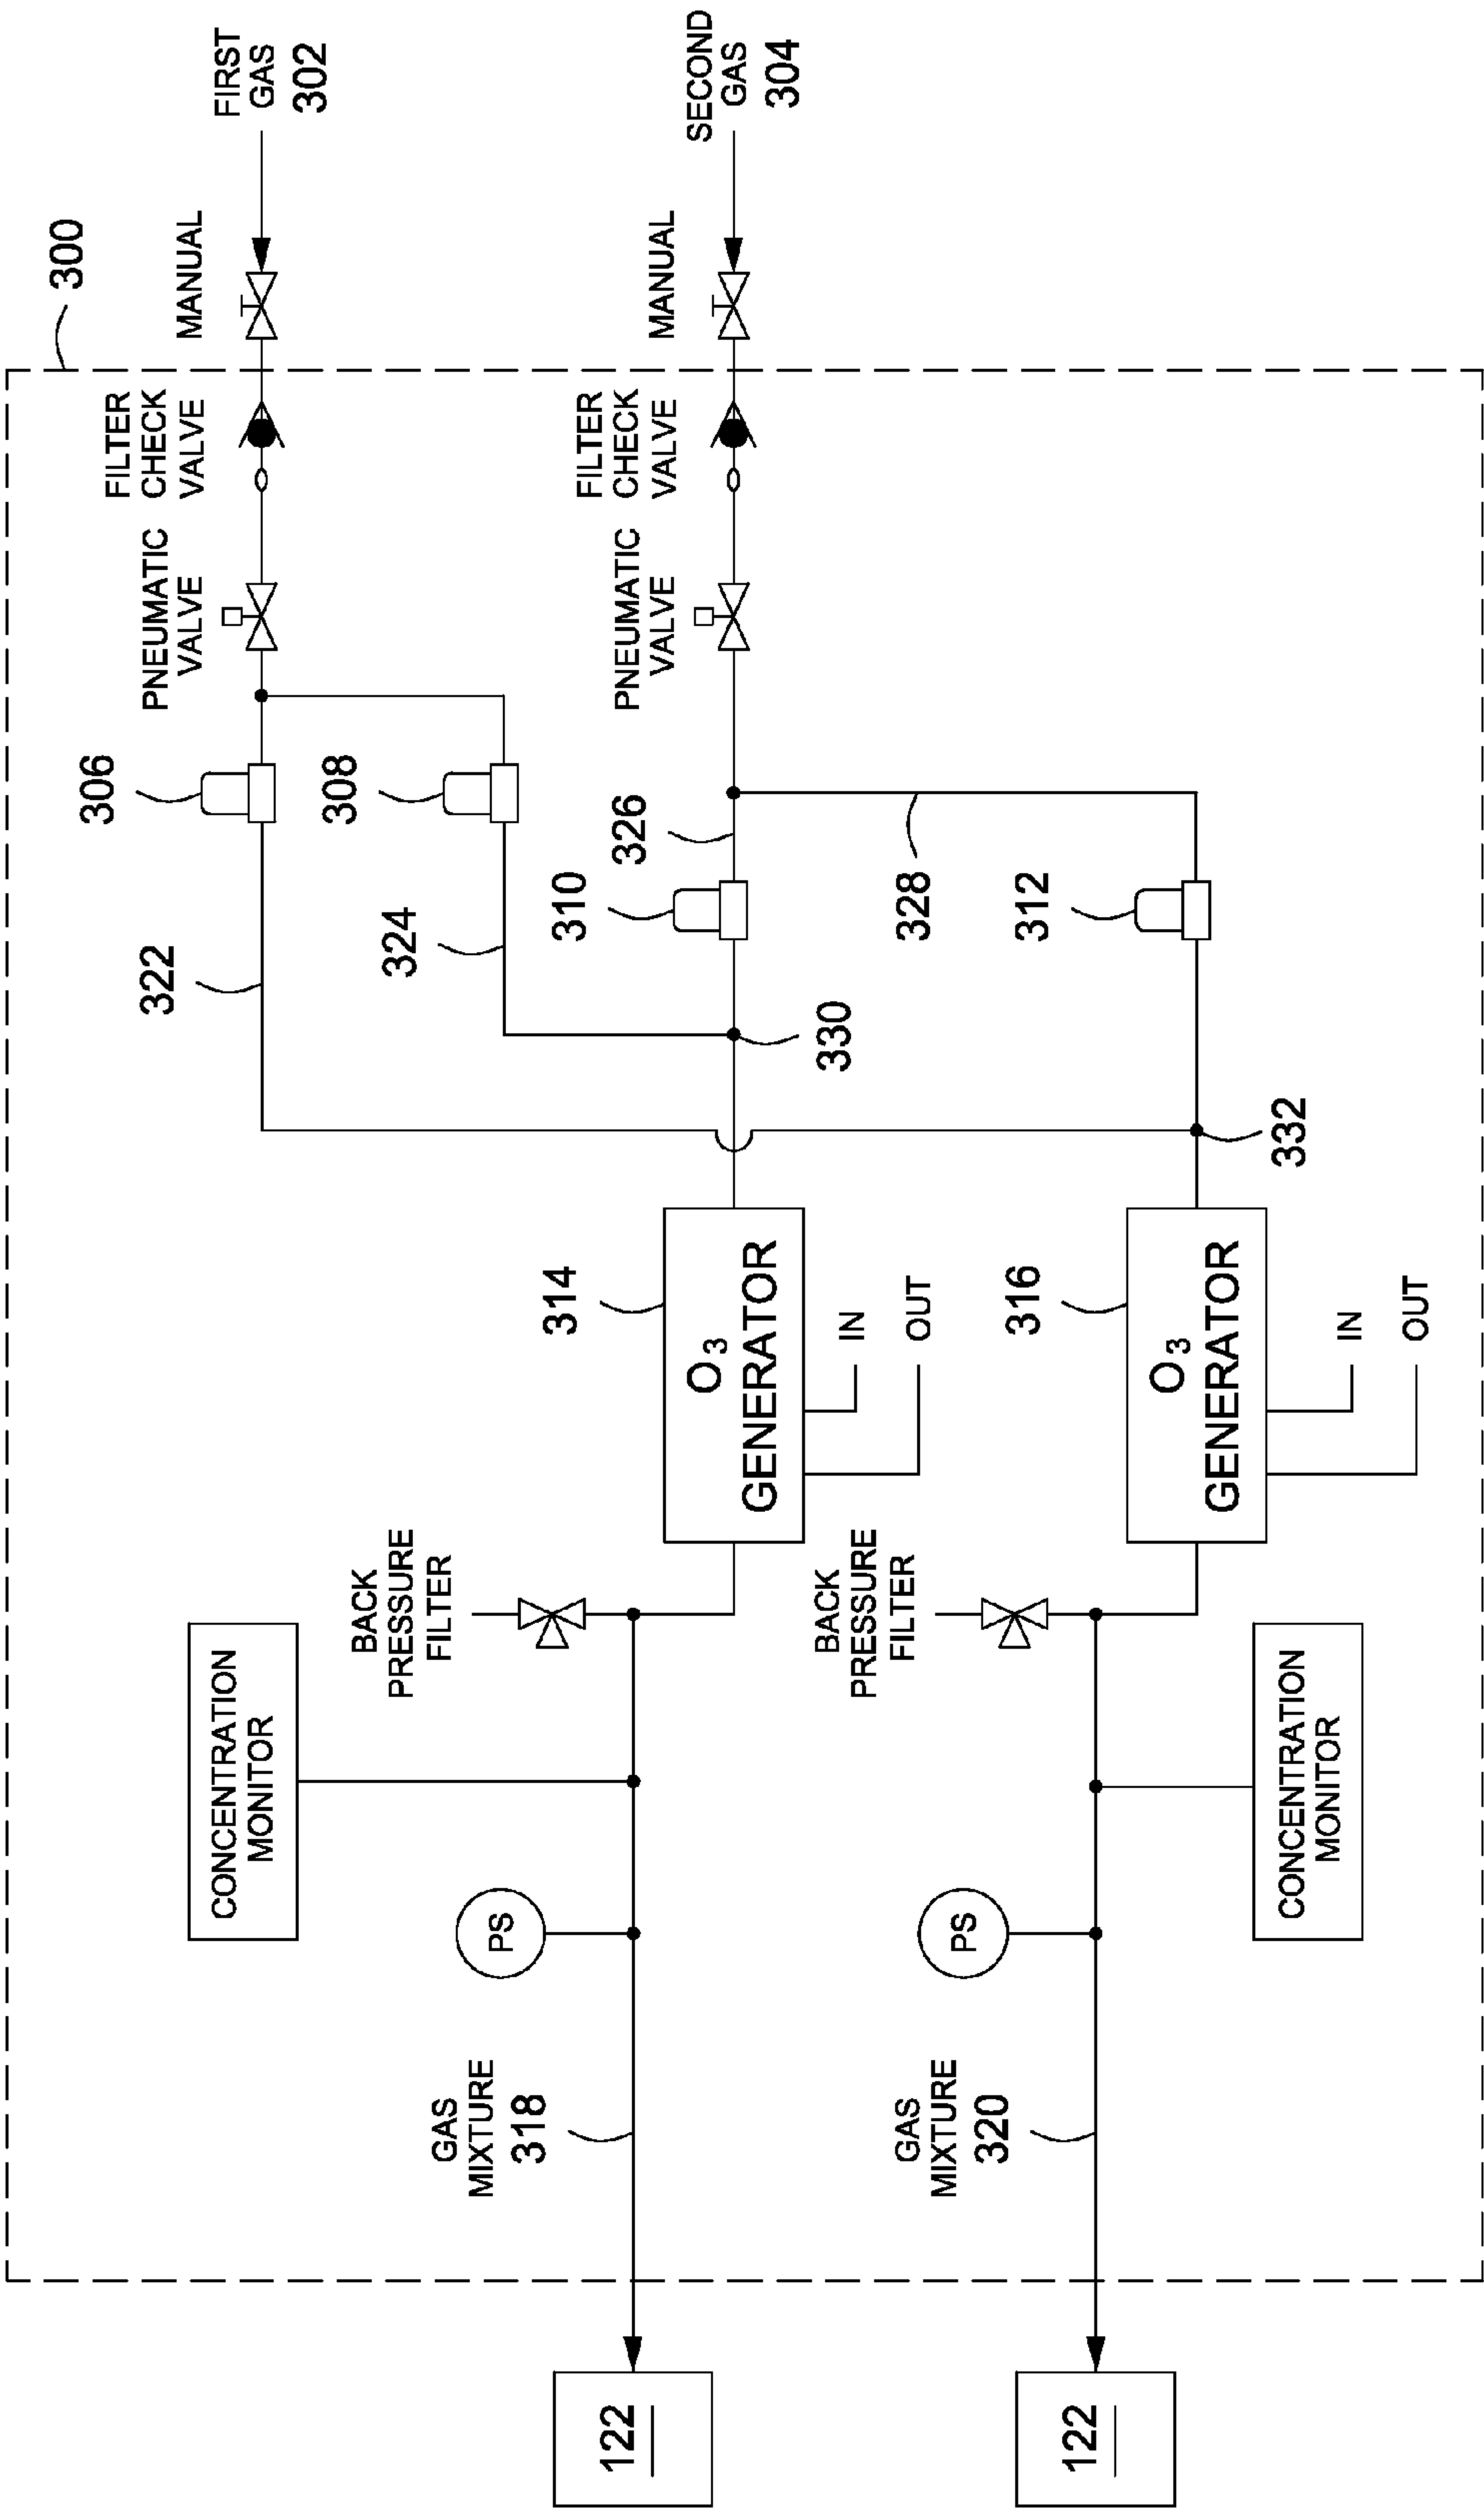 300
FIRST
GAS
302
SECOND
GAS
304
MANUAL
MANUAL
FILTER
CHECK
VALVE
FILTER
CHECK
VALVE
PNEUMATIC
VALVE
PNEUMATIC
VALVE
306
308
326
310
328
312
322
324
330
332
314
O3
GENERATOR
IN
OUT
316
O3
GENERATOR
IN
OUT
BACK
PRESSURE
FILTER
BACK
PRESSURE
FILTER
CONCENTRATION
MONITOR
CONCENTRATION
MONITOR
PS
PS
GAS
MIXTURE
318
GAS
MIXTURE
320
122
122